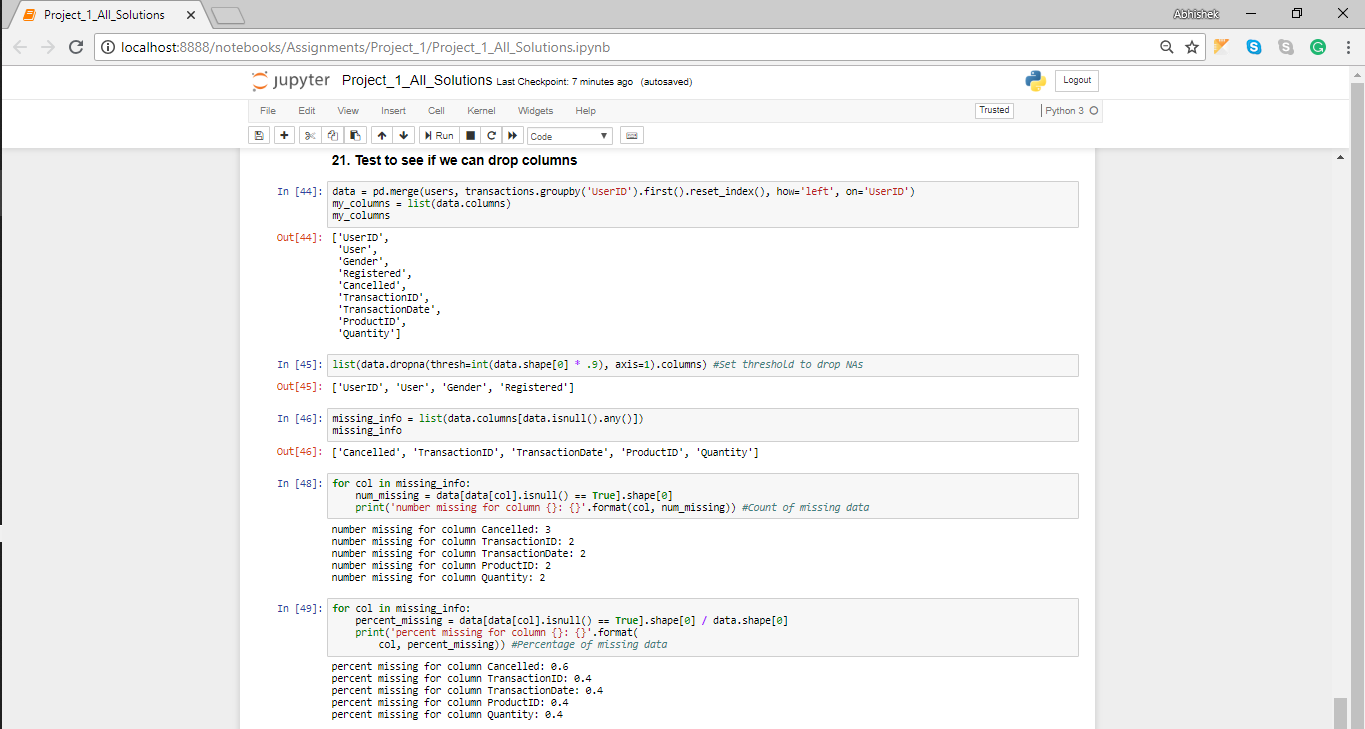 Project_1_All_Solutions
Abhishek
localhost:8888/notebooks/Assignments/Project_1/Project_1_All_Solutions.ipynb
jupyter Project_1_All_Solutions Last Checkpoint: 7 minutes ago (autosaved)
Logout
File Edit View Insert Cell Kernel Widgets Help
Trusted
Python 3
Run
Code
21. Test to see if we can drop columns
In [44]: data = pd.merge(users, transactions.groupby('UserID').first().reset_index(), how='left', on='UserID')
my_columns = list(data.columns)
my_columns
Out[44]: ['UserID',
'User',
'Gender',
'Registered',
'Cancelled',
'TransactionID',
'TransactionDate',
'ProductID',
'Quantity']
In [45]: list(data.dropna(thresh=int(data.shape[0] * .9), axis=1).columns) #Set threshold to drop NAs
Out[45]: ['UserID', 'User', 'Gender', 'Registered']
In [46]: missing_info = list(data.columns[data.isnull().any()])
missing_info
Out[46]: ['Cancelled', 'TransactionID', 'TransactionDate', 'ProductID', 'Quantity']
In [48]: for col in missing_info:
num_missing = data[data[col].isnull() == True].shape[0]
print('number missing for column {}: {}'.format(col, num_missing)) #Count of missing data
number missing for column Cancelled: 3
number missing for column TransactionID: 2
number missing for column TransactionDate: 2
number missing for column ProductID: 2
number missing for column Quantity: 2
In [49]: for col in missing_info:
percent_missing = data[data[col].isnull() == True].shape[0] / data.shape[0]
print('percent missing for column {}: {}'.format(
col, percent_missing)) #Percentage of missing data
percent missing for column Cancelled: 0.6
percent missing for column TransactionID: 0.4
percent missing for column TransactionDate: 0.4
percent missing for column ProductID: 0.4
percent missing for column Quantity: 0.4